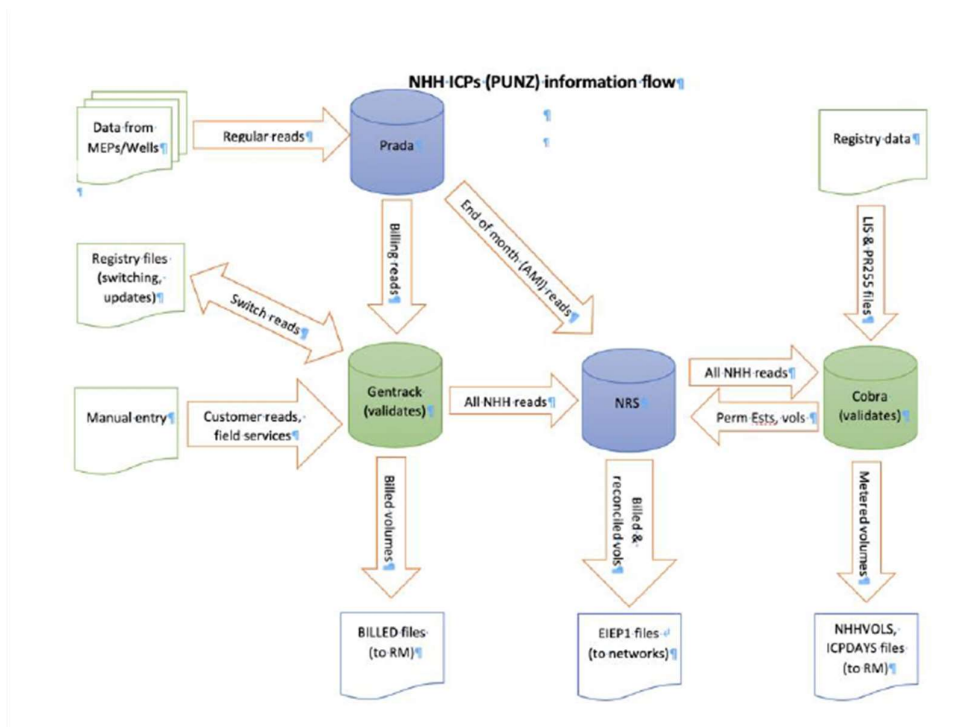 NHH ICPs (PUNZ) information flow¶
¶
¶
Data from
MEPs/Wells¶
¶
Regular reads¶
Prada¶
Registry data¶
Billing reads¶
End of month (AMI) reads¶
LIS & PR255 files¶
Registry files
(switching,
updates)¶
Switch reads¶
Gentrack
(validates)¶
All NHH reads¶
NRS¶
All NHH reads¶
Perm Ests, vols¶
Cobra
(validates)¶
Manual entry¶
Customer reads,
field services¶
Billed volumes¶
Billed &
reconciled vols¶
Metered volumes¶
BILLED files
(to RM)¶
EIEP1 files ↵
(to networks)¶
NHHVOLS,
ICPDAYS files
(to RM)¶